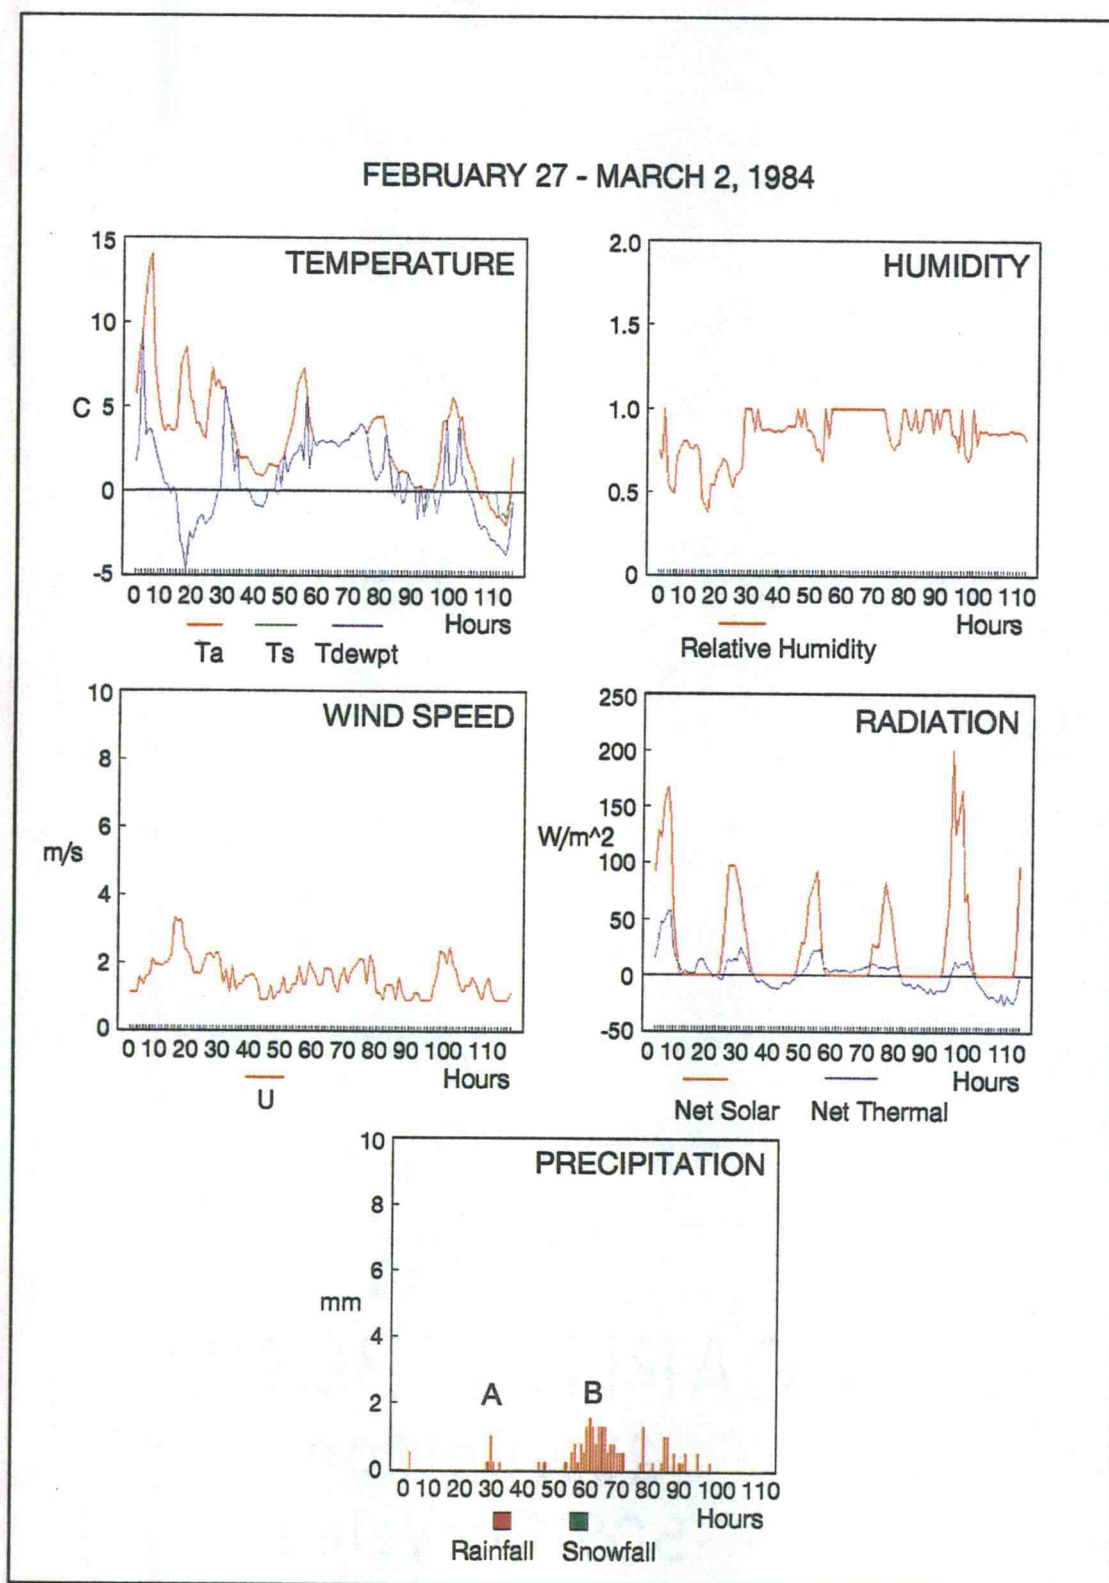 FEBRUARY 27 - MARCH 2, 1984
TEMPERATURE
15
10
C 5
0
-5
0 10 20 30 40 50 60 70 80 90 100 110
Hours
Ta Ts Tdewpt
HUMIDITY
2.0
1.5
1.0
0.5
0
0 10 20 30 40 50 60 70 80 90 100 110
Hours
Relative Humidity
WIND SPEED
10
8
6
m/s
4
2
0
0 10 20 30 40 50 60 70 80 90 100 110
Hours
U
RADIATION
250
200
150
W/m^2
100
50
0
-50
0 10 20 30 40 50 60 70 80 90 100 110
Hours
Net Solar Net Thermal
PRECIPITATION
10
8
6
mm
4
2
A B
0
0 10 20 30 40 50 60 70 80 90 100 110
Hours
Rainfall Snowfall